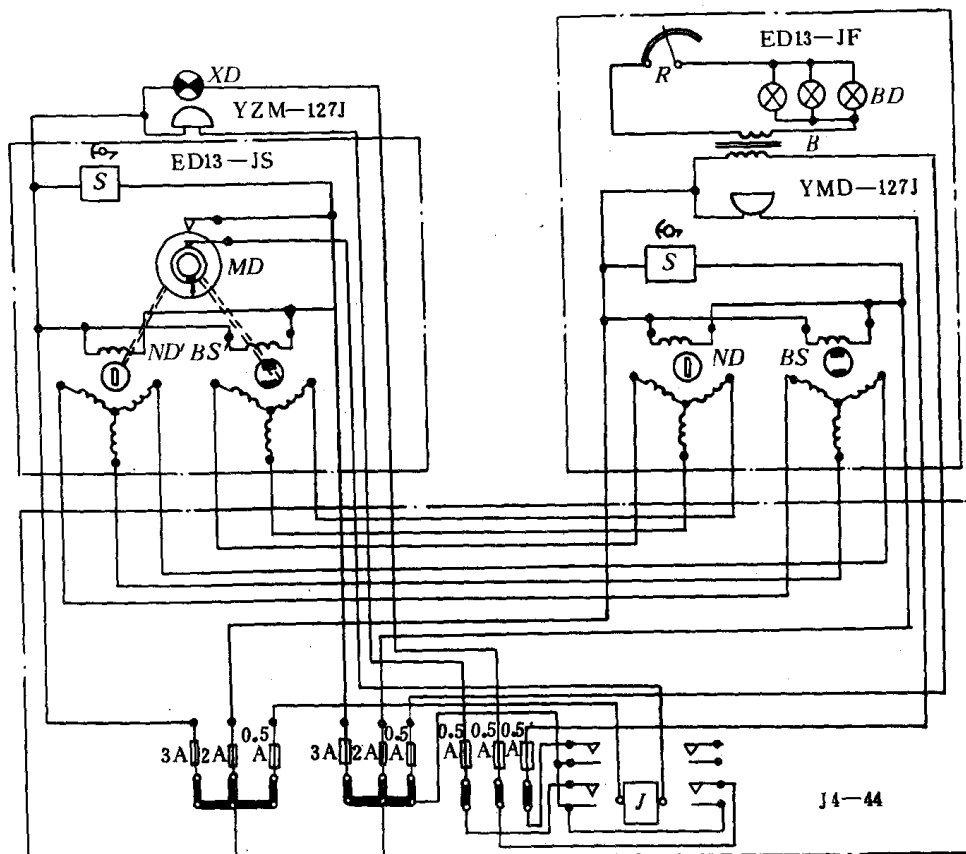 XD
YZM—127J
ED13—JS
S
MD
ND' BS'
ED13—JF
R
BD
B
YMD—127J
S
ND BS
3A 2A 0.5 A 3A 2A 0.5 A 0.5 A 0.5 A 0.5 A
J
J4—44